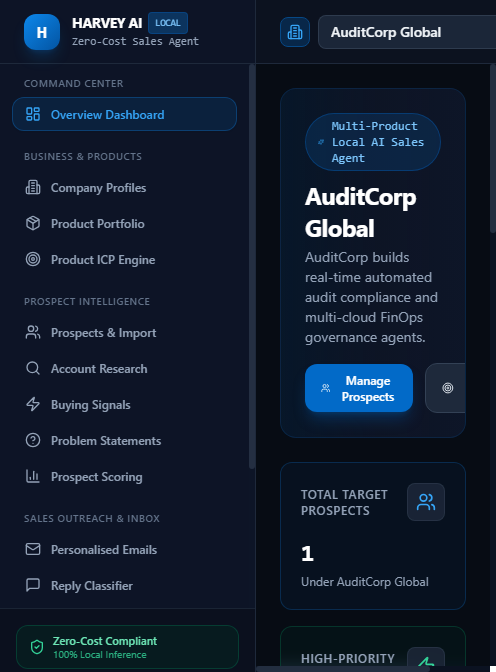 H
HARVEY AI
LOCAL
Zero-Cost Sales Agent
COMMAND CENTER
Overview Dashboard
BUSINESS & PRODUCTS
Company Profiles
Product Portfolio
Product ICP Engine
PROSPECT INTELLIGENCE
Prospects & Import
Account Research
Buying Signals
Problem Statements
Prospect Scoring
SALES OUTREACH & INBOX
Personalised Emails
Reply Classifier
Zero-Cost Compliant
100% Local Inference
AuditCorp Global
Multi-Product
Local AI Sales
Agent
AuditCorp
Global
AuditCorp builds
real-time automated
audit compliance and
multi-cloud FinOps
governance agents.
Manage
Prospects
TOTAL TARGET
PROSPECTS
1
Under AuditCorp Global
HIGH-PRIORITY